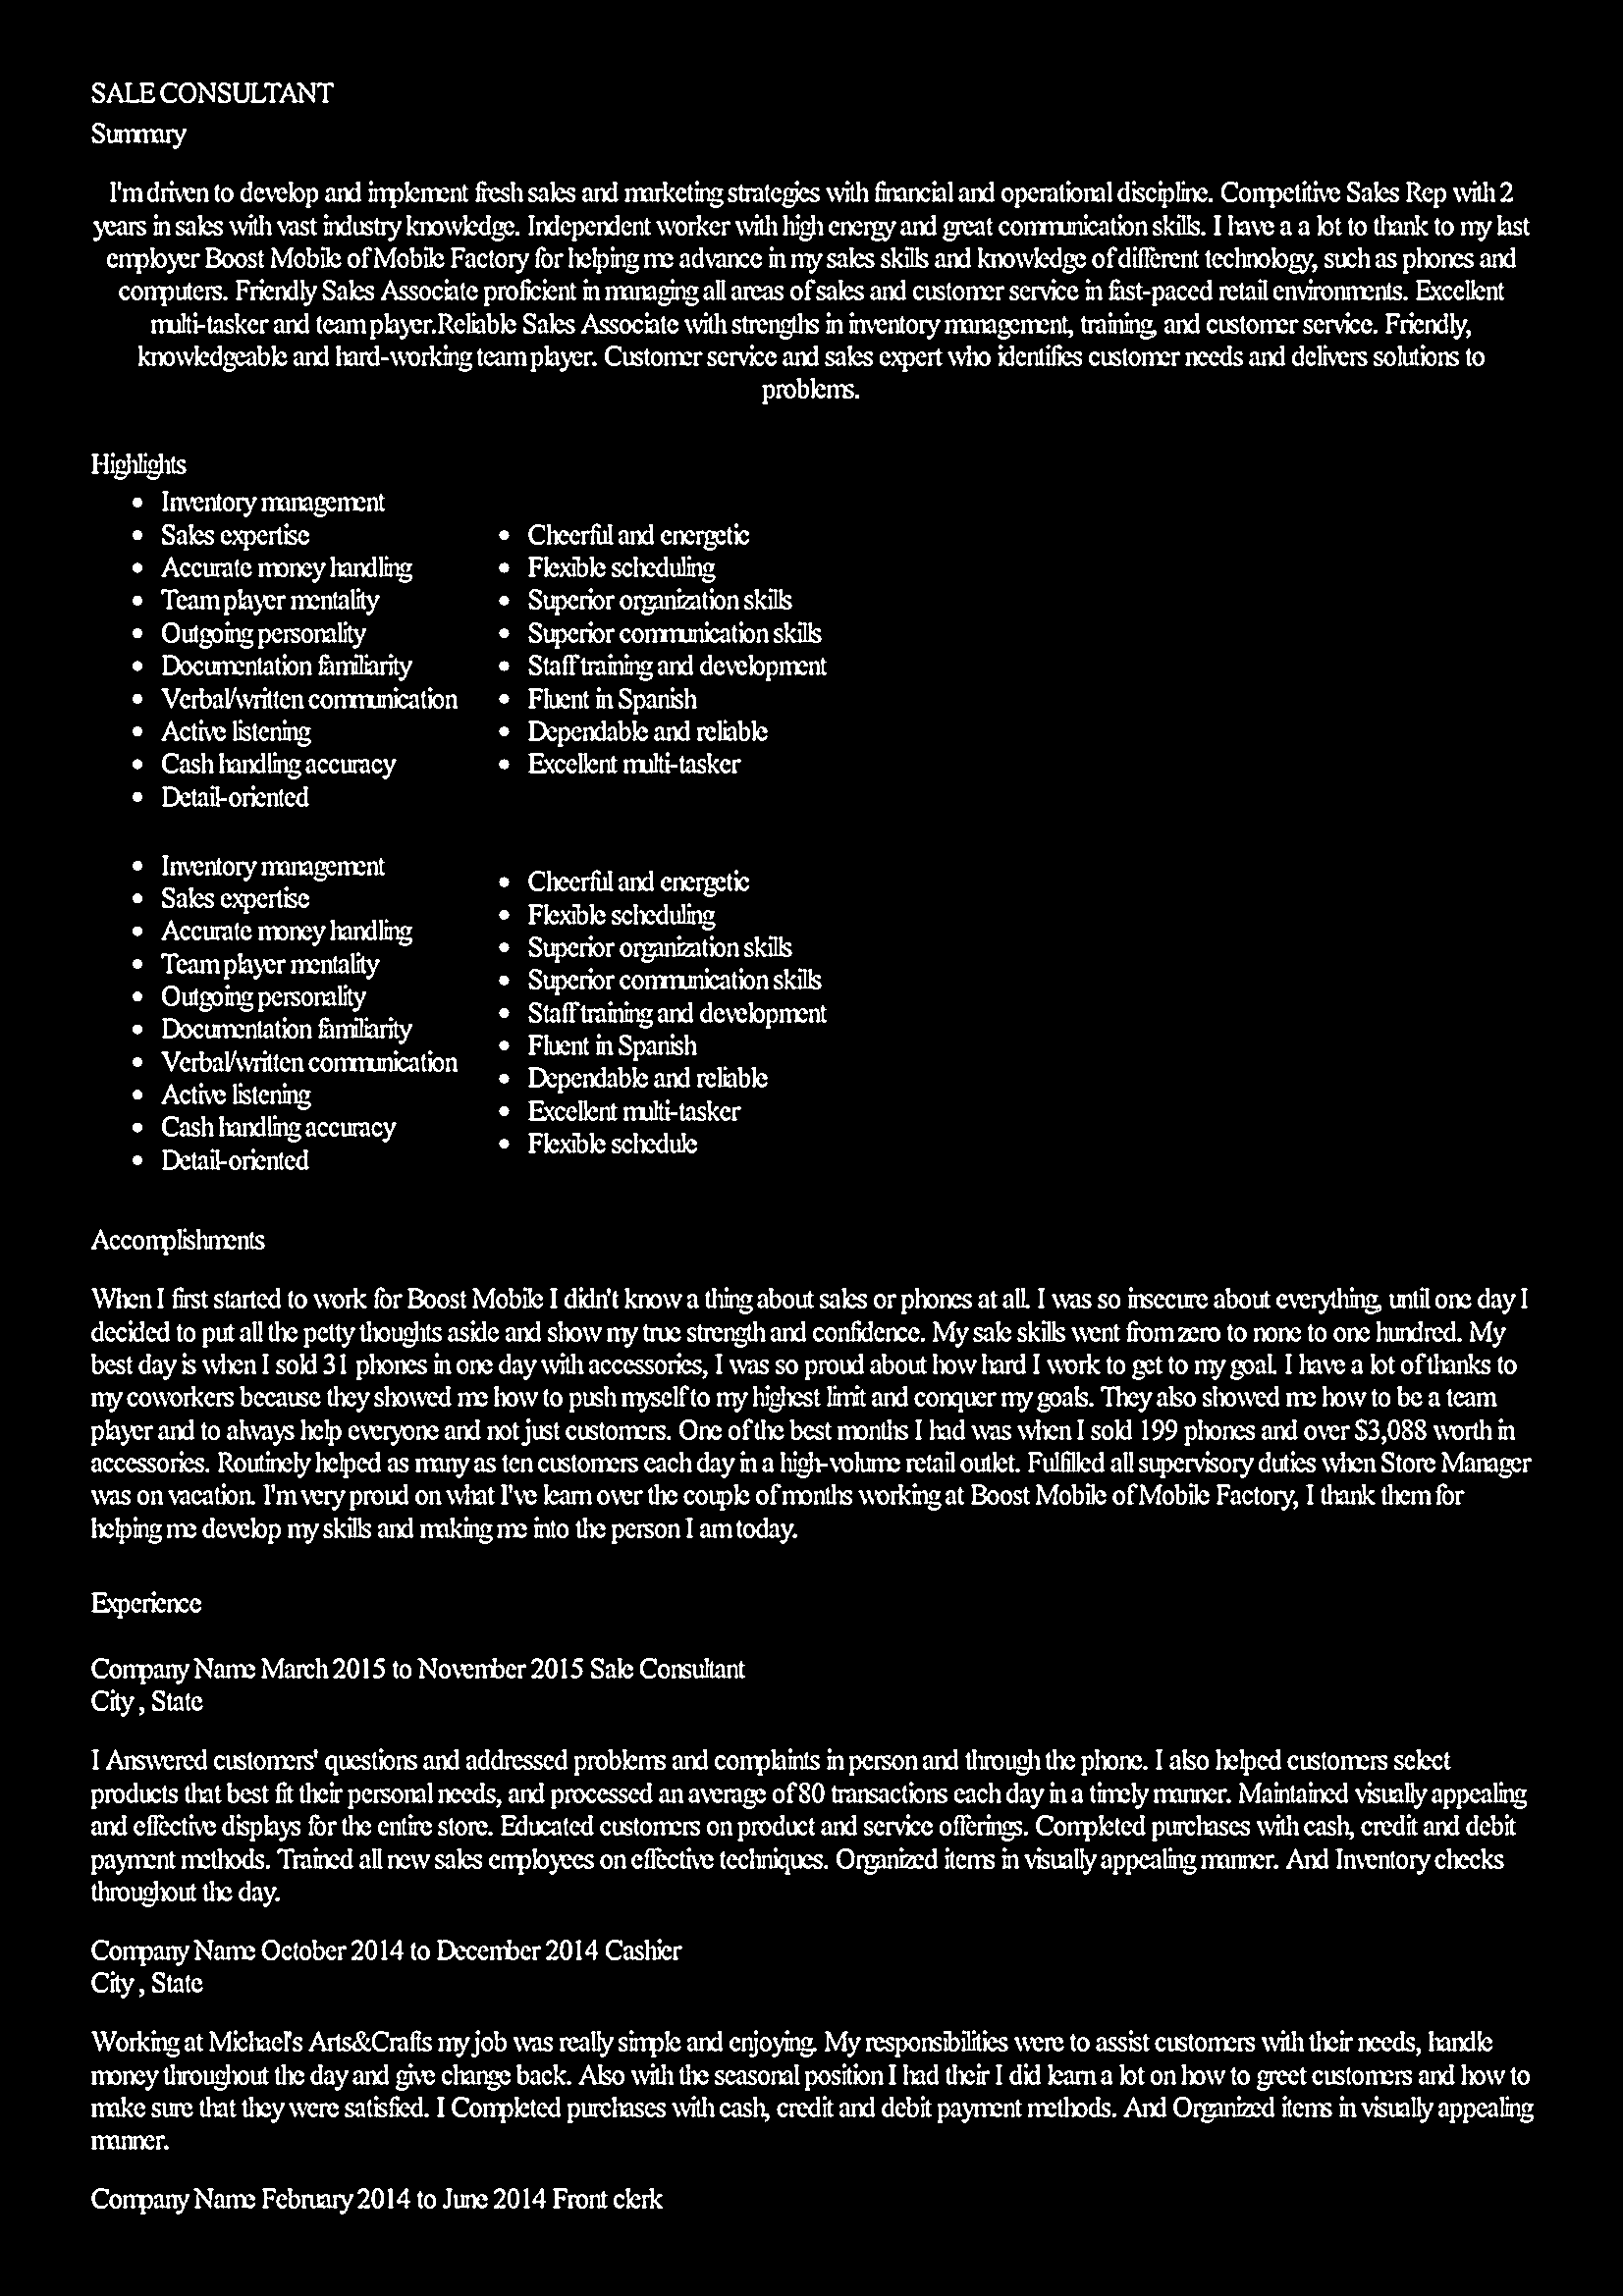 SALE CONSULTANT
Summary
I'm driven to develop and implement fresh sales and marketing strategies with financial and operational discipline. Competitive Sales Rep with 2
years in sales with vast industry knowledge. Independent worker with high energy and great communication skills. I have a a lot to thank to my last
employer Boost Mobile of Mobile Factory for helping me advance in my sales skills and knowledge of different technology, such as phones and
computers. Friendly Sales Associate proficient in managing all areas of sales and customer service in fast-paced retail environments. Excellent
multi-tasker and team player.Reliable Sales Associate with strengths in inventory management, training, and customer service. Friendly,
knowledgeable and hard-working team player. Customer service and sales expert who identifies customer needs and delivers solutions to
problems.
Highlights
• Inventory management
• Sales expertise
• Accurate money handling
• Team player mentality
• Outgoing personality
• Documentation familiarity
• Verbal/written communication
• Active listening
• Cash handling accuracy
• Detail-oriented
• Cheerful and energetic
• Flexible scheduling
• Superior organization skills
• Superior communication skills
• Staff training and development
• Fluent in Spanish
• Dependable and reliable
• Excellent multi-tasker
• Inventory management
• Sales expertise
• Accurate money handling
• Team player mentality
• Outgoing personality
• Documentation familiarity
• Verbal/written communication
• Active listening
• Cash handling accuracy
• Detail-oriented
• Cheerful and energetic
• Flexible scheduling
• Superior organization skills
• Superior communication skills
• Staff training and development
• Fluent in Spanish
• Dependable and reliable
• Excellent multi-tasker
• Flexible schedule
Accomplishments
When I first started to work for Boost Mobile I didn't know a thing about sales or phones at all. I was so insecure about everything, until one day I
decided to put all the petty thoughts aside and show my true strength and confidence. My sale skills went from zero to none to one hundred. My
best day is when I sold 31 phones in one day with accessories, I was so proud about how hard I work to get to my goal. I have a lot of thanks to
my coworkers because they showed me how to push myself to my highest limit and conquer my goals. They also showed me how to be a team
player and to always help everyone and not just customers. One of the best months I had was when I sold 199 phones and over $3,088 worth in
accessories. Routinely helped as many as ten customers each day in a high-volume retail outlet. Fulfilled all supervisory duties when Store Manager
was on vacation. I'm very proud on what I've learn over the couple of months working at Boost Mobile of Mobile Factory, I thank them for
helping me develop my skills and making me into the person I am today.
Experience
Company Name March 2015 to November 2015 Sale Consultant
City , State
I Answered customers' questions and addressed problems and complaints in person and through the phone. I also helped customers select
products that best fit their personal needs, and processed an average of 80 transactions each day in a timely manner. Maintained visually appealing
and effective displays for the entire store. Educated customers on product and service offerings. Completed purchases with cash, credit and debit
payment methods. Trained all new sales employees on effective techniques. Organized items in visually appealing manner. And Inventory checks
throughout the day.
Company Name October 2014 to December 2014 Cashier
City , State
Working at Michael's Arts&Crafts my job was really simple and enjoying. My responsibilities were to assist customers with their needs, handle
money throughout the day and give change back. Also with the seasonal position I had their I did learn a lot on how to greet customers and how to
make sure that they were satisfied. I Completed purchases with cash, credit and debit payment methods. And Organized items in visually appealing
manner.
Company Name February 2014 to June 2014 Front clerk